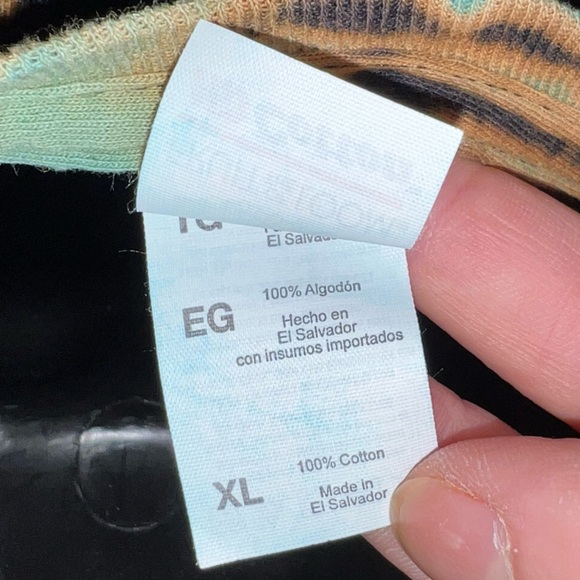 TG
El Salvador
100% Algodón
EG
Hecho en
El Salvador
con insumos importados
100% Cotton
XL
Made in
El Salvador